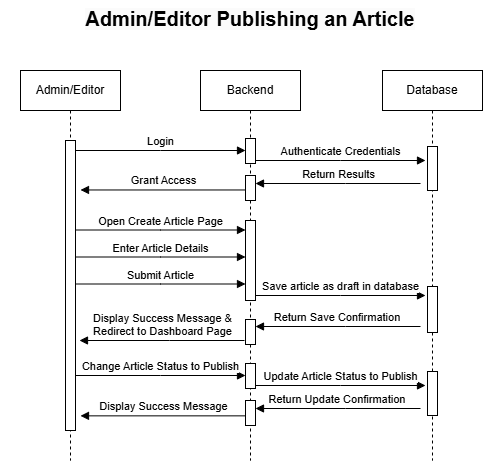 Admin/Editor Publishing an Article
Admin/Editor
Backend
Database
Login
Authenticate Credentials
Return Results
Grant Access
Open Create Article Page
Enter Article Details
Submit Article
Save article as draft in database
Display Success Message &
Redirect to Dashboard Page
Return Save Confirmation
Change Article Status to Publish
Update Article Status to Publish
Return Update Confirmation
Display Success Message